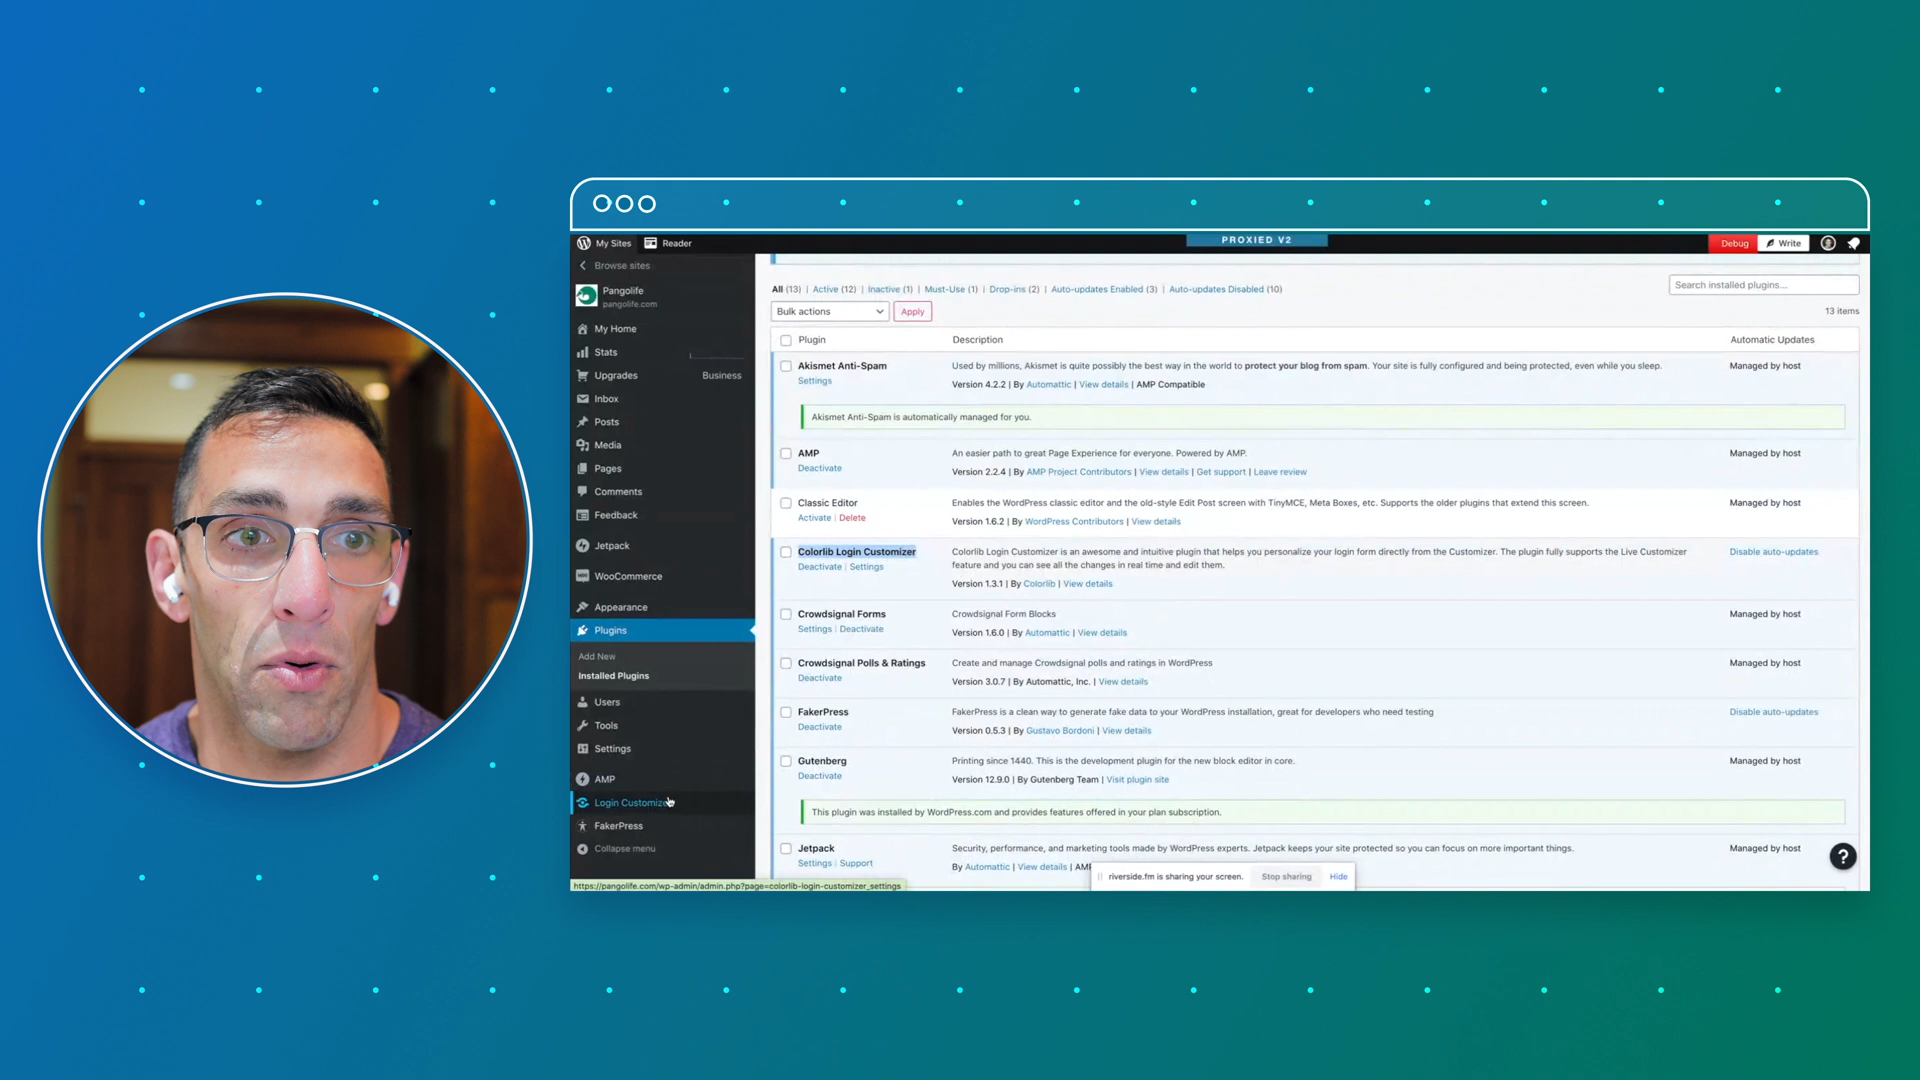 My Sites
Reader
PROXIED V2
Debug
Write
Browse sites
Pangolife
pangolife.com
My Home
Stats
Upgrades
Business
Inbox
Posts
Media
Pages
Comments
Feedback
Jetpack
WooCommerce
Appearance
Plugins
Add New
Installed Plugins
Users
Tools
Settings
AMP
Login Customize
FakerPress
Collapse menu
https://pangolife.com/wp-admin/admin.php?page=colorlib-login-customizer_settings
All (13) | Active (12) | Inactive (1) | Must-Use (1) | Drop-ins (2) | Auto-updates Enabled (3) | Auto-updates Disabled (10)
Search installed plugins...
Bulk actions
Apply
13 items
Plugin
Description
Automatic Updates
Akismet Anti-Spam
Settings
Used by millions, Akismet is quite possibly the best way in the world to protect your blog from spam. Your site is fully configured and being protected, even while you sleep.
Version 4.2.2 | By Automattic | View details | AMP Compatible
Managed by host
Akismet Anti-Spam is automatically managed for you.
AMP
Deactivate
An easier path to great Page Experience for everyone. Powered by AMP.
Version 2.2.4 | By AMP Project Contributors | View details | Get support | Leave review
Managed by host
Classic Editor
Activate | Delete
Enables the WordPress classic editor and the old-style Edit Post screen with TinyMCE, Meta Boxes, etc. Supports the older plugins that extend this screen.
Version 1.6.2 | By WordPress Contributors | View details
Managed by host
Colorlib Login Customizer
Deactivate | Settings
Colorlib Login Customizer is an awesome and intuitive plugin that helps you personalize your login form directly from the Customizer. The plugin fully supports the Live Customizer
feature and you can see all the changes in real time and edit them.
Version 1.3.1 | By Colorlib | View details
Disable auto-updates
Crowdsignal Forms
Settings | Deactivate
Crowdsignal Form Blocks
Version 1.6.0 | By Automattic | View details
Managed by host
Crowdsignal Polls & Ratings
Deactivate
Create and manage Crowdsignal polls and ratings in WordPress
Version 3.0.7 | By Automattic, Inc. | View details
Managed by host
FakerPress
Deactivate
FakerPress is a clean way to generate fake data to your WordPress installation, great for developers who need testing
Version 0.5.3 | By Gustavo Bordoni | View details
Disable auto-updates
Gutenberg
Deactivate
Printing since 1440. This is the development plugin for the new block editor in core.
Version 12.9.0 | By Gutenberg Team | Visit plugin site
Managed by host
This plugin was installed by WordPress.com and provides features offered in your plan subscription.
Jetpack
Settings | Support
Security, performance, and marketing tools made by WordPress experts. Jetpack keeps your site protected so you can focus on more important things.
By Automattic | View details | AM
Managed by host
riverside.fm is sharing your screen.
Stop sharing
Hide
?